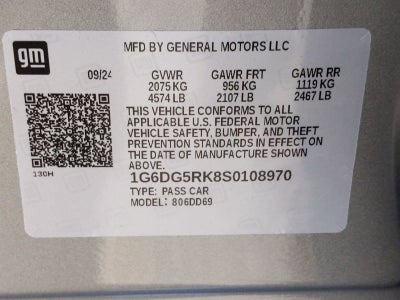 gm
MFD BY GENERAL MOTORS LLC
09/24 GVWR GAWR FRT GAWR RR
2075 KG 956 KG 1119 KG
4574 LB 2107 LB 2467 LB
THIS VEHICLE CONFORMS TO ALL
APPLICABLE U.S. FEDERAL MOTOR
VEHICLE SAFETY, BUMPER, AND THEFT
PREVENTION STANDARDS IN EFFECT ON
THE DATE OF MANUFACTURE SHOWN
ABOVE.
130H
1G6DG5RK8S0108970
TYPE: PASS CAR
MODEL: 806DD69